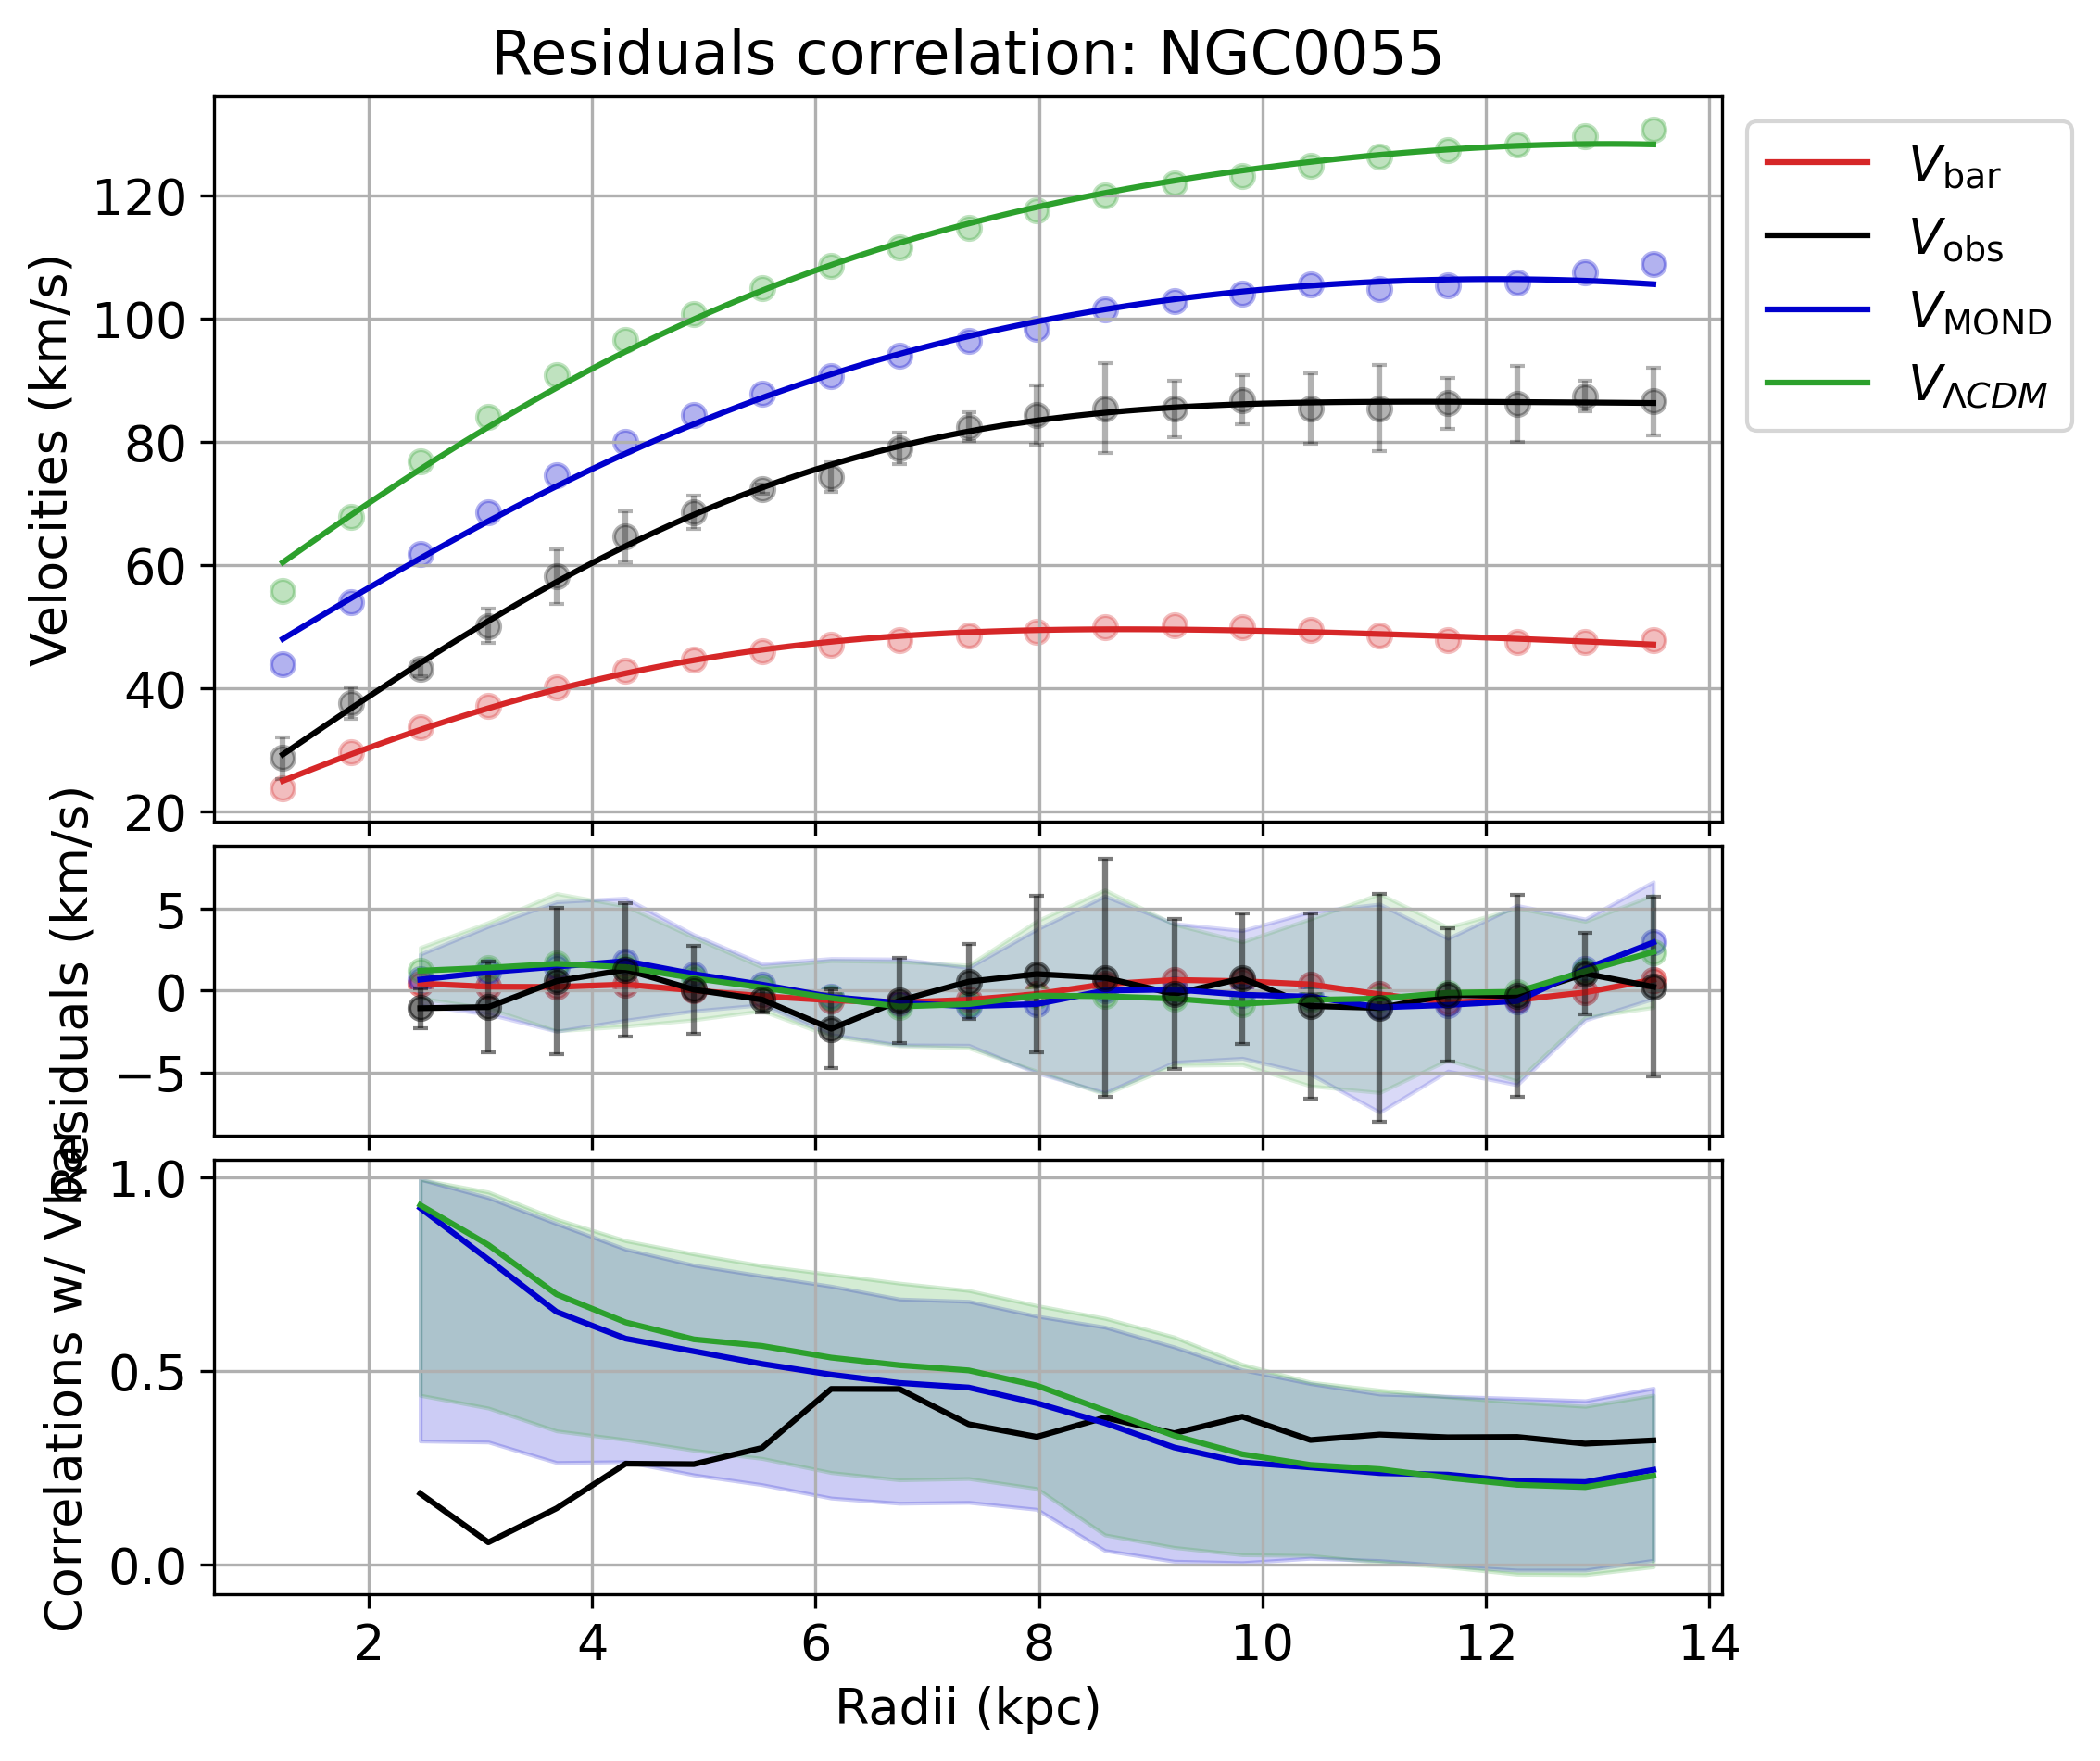 Residuals correlation: NGC0055
Velocities (km/s)
120
100
80
60
40
20
V_bar
V_obs
V_MOND
V_ΛCDM
Residuals (km/s)
5
0
−5
Correlations w/ Vbar
1.0
0.5
0.0
2 4 6 8 10 12 14
Radii (kpc)